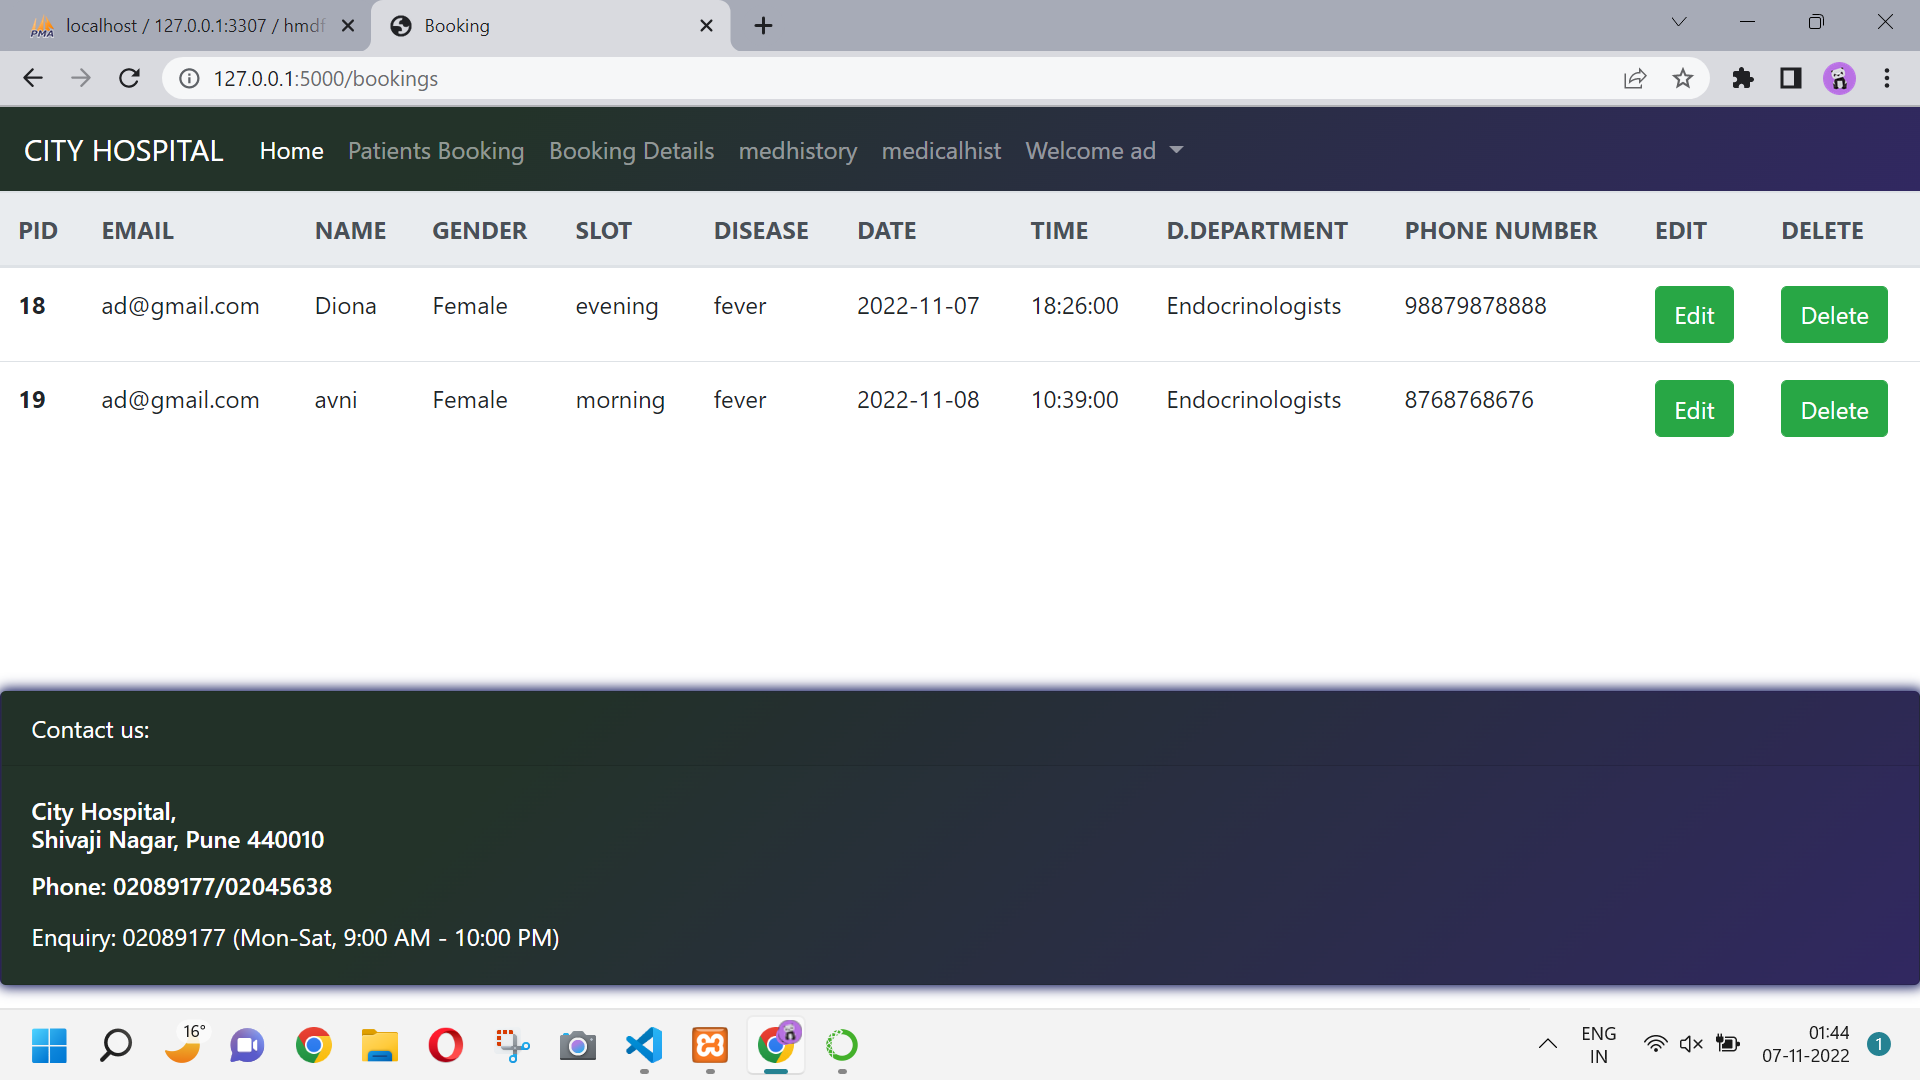 localhost / 127.0.0.1:3307 / hmdf
Booking
127.0.0.1:5000/bookings
CITY HOSPITAL Home Patients Booking Booking Details medhistory medicalhist Welcome ad
PID EMAIL NAME GENDER SLOT DISEASE DATE TIME D.DEPARTMENT PHONE NUMBER EDIT DELETE
18 ad@gmail.com Diona Female evening fever 2022-11-07 18:26:00 Endocrinologists 98879878888 Edit Delete
19 ad@gmail.com avni Female morning fever 2022-11-08 10:39:00 Endocrinologists 8768768676 Edit Delete
Contact us:
City Hospital,
Shivaji Nagar, Pune 440010
Phone: 02089177/02045638
Enquiry: 02089177 (Mon-Sat, 9:00 AM - 10:00 PM)
16°
ENG
IN
01:44
07-11-2022
1
PMA